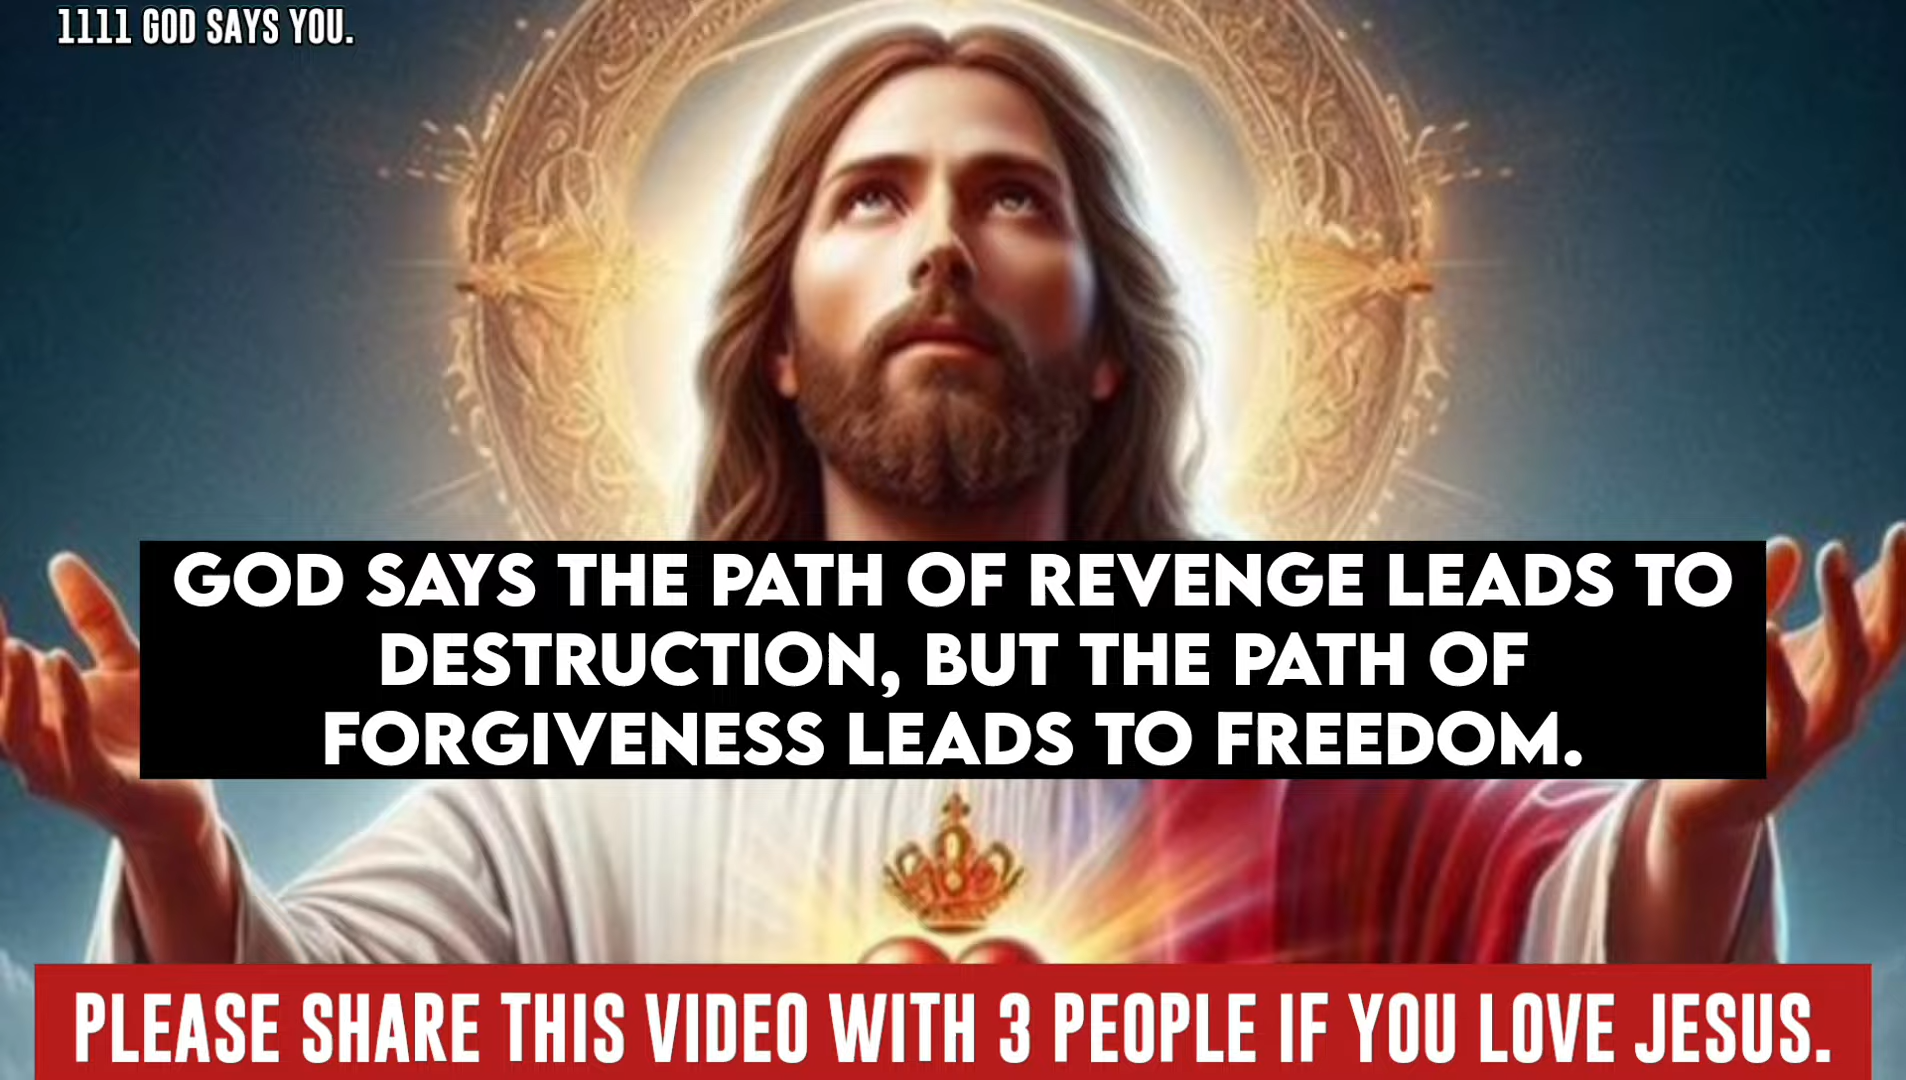 1111 GOD SAYS YOU.
GOD SAYS THE PATH OF REVENGE LEADS TO
DESTRUCTION, BUT THE PATH OF
FORGIVENESS LEADS TO FREEDOM.
PLEASE SHARE THIS VIDEO WITH 3 PEOPLE IF YOU LOVE JESUS.